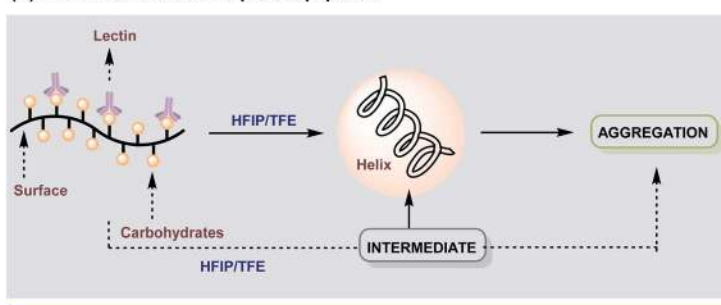 Lectin
HFIP/TFE
AGGREGATION
Helix
Surface
Carbohydrates
INTERMEDIATE
HFIP/TFE